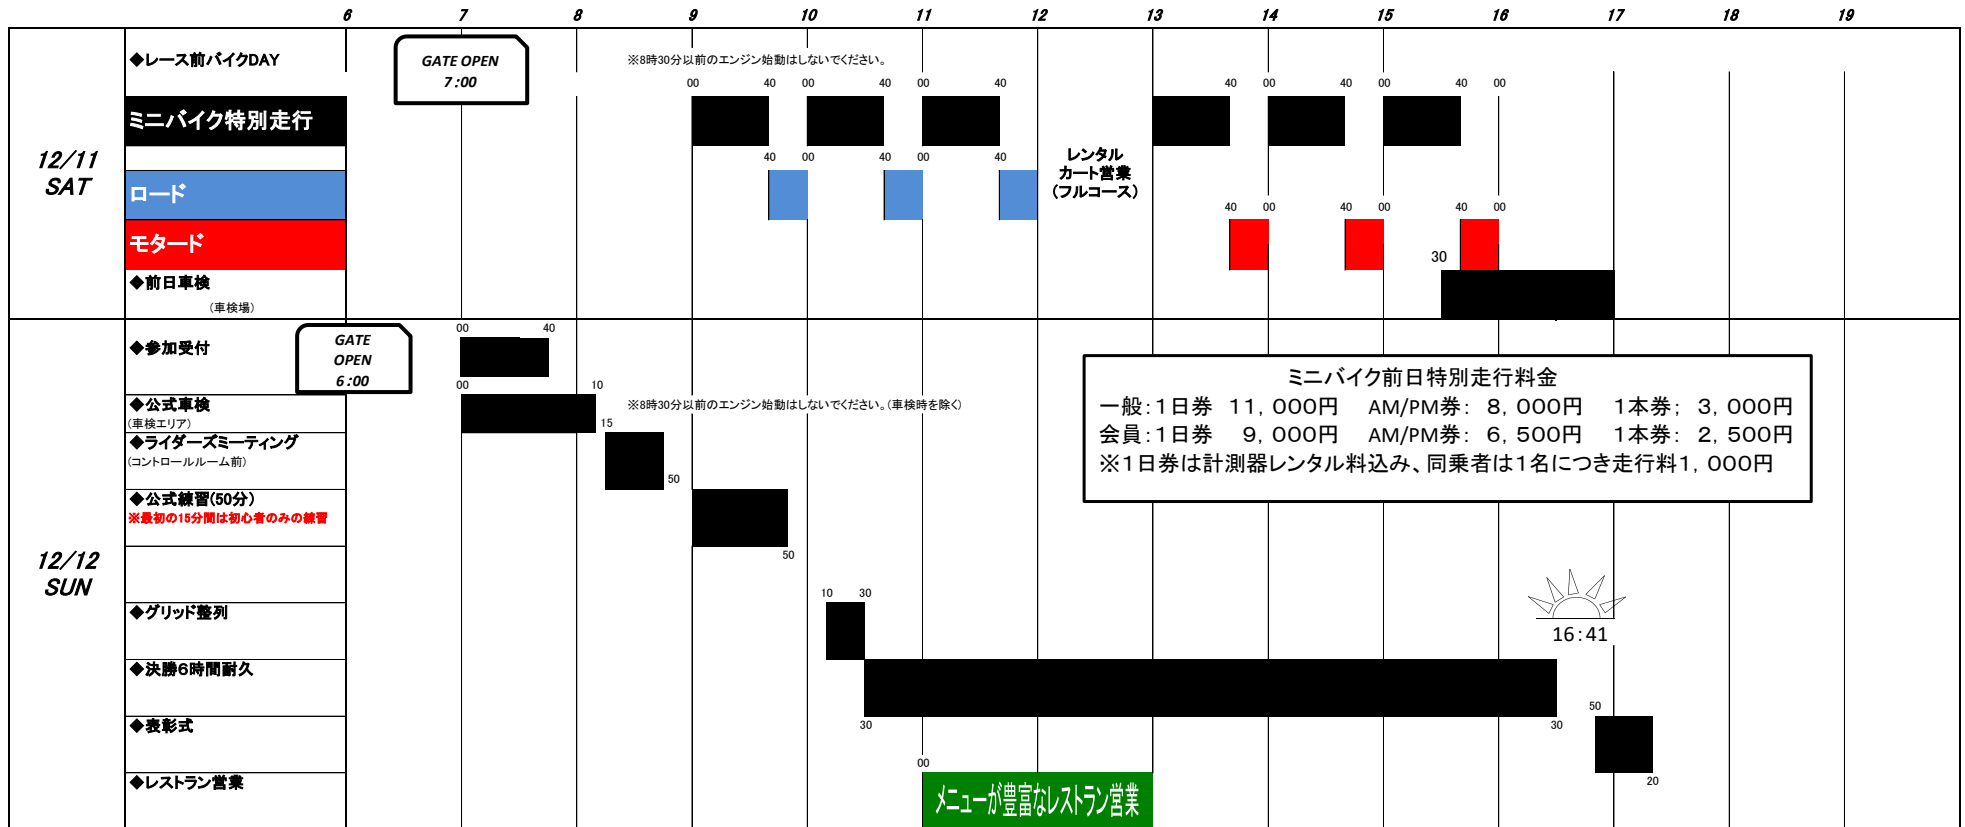 6 7 8 9 10 11 12 13 14 15 16 17 18 19
12/11
SAT
◆レース前バイクDAY
GATE OPEN
7:00
※8時30分以前のエンジン始動はしないでください。
00 40 00 40 00 40 40 00 40 00 40 00
ミニバイク特別走行
40 00 40 00 40
レンタル
カート営業
(フルコース)
ロード
40 00 40 00 40 00
モタード
30
◆前日車検
(車検場)
12/12
SUN
GATE
OPEN
6:00
00 40
◆参加受付
00 10
◆公式車検
(車検エリア)
※8時30分以前のエンジン始動はしないでください。(車検時を除く)
15
◆ライダーズミーティング
(コントロールルーム前)
50
◆公式練習(50分)
※最初の15分間は初心者のみの練習
50
ミニバイク前日特別走行料金
一般:1日券 11,000円 AM/PM券: 8,000円 1本券; 3,000円
会員:1日券 9,000円 AM/PM券: 6,500円 1本券: 2,500円
※1日券は計測器レンタル料込み、同乗者は1名につき走行料1,000円
10 30
◆グリッド整列
16:41
◆決勝6時間耐久
30 30
50
◆表彰式
20
00
◆レストラン営業
メニューが豊富なレストラン営業